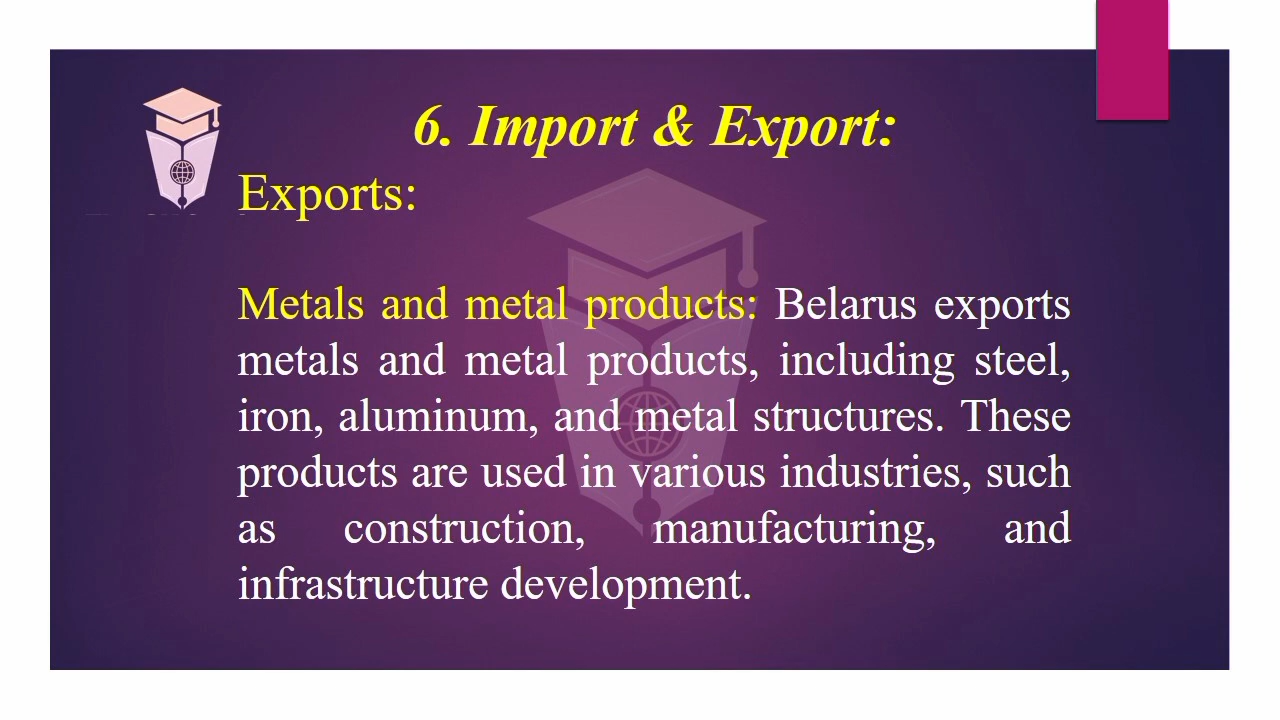 6. Import & Export:
Exports:
Metals and metal products: Belarus exports
metals and metal products, including steel,
iron, aluminum, and metal structures. These
products are used in various industries, such
as construction, manufacturing, and
infrastructure development.